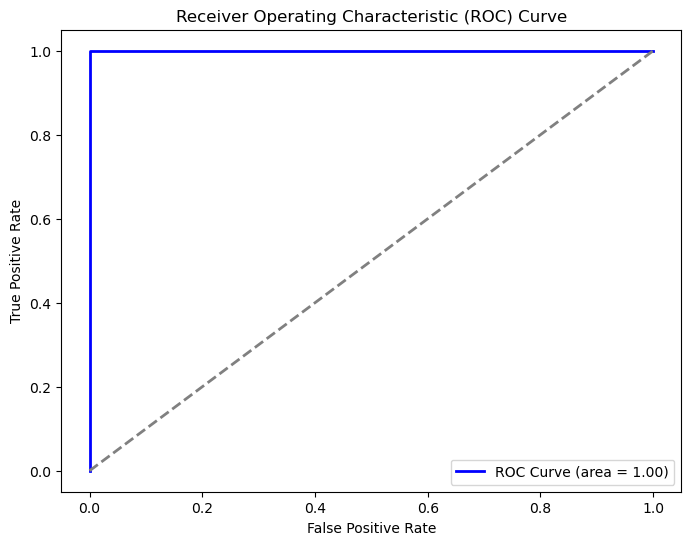 Receiver Operating Characteristic (ROC) Curve
True Positive Rate
1.0
0.8
0.6
0.4
0.2
0.0
ROC Curve (area = 1.00)
0.0 0.2 0.4 0.6 0.8 1.0
False Positive Rate